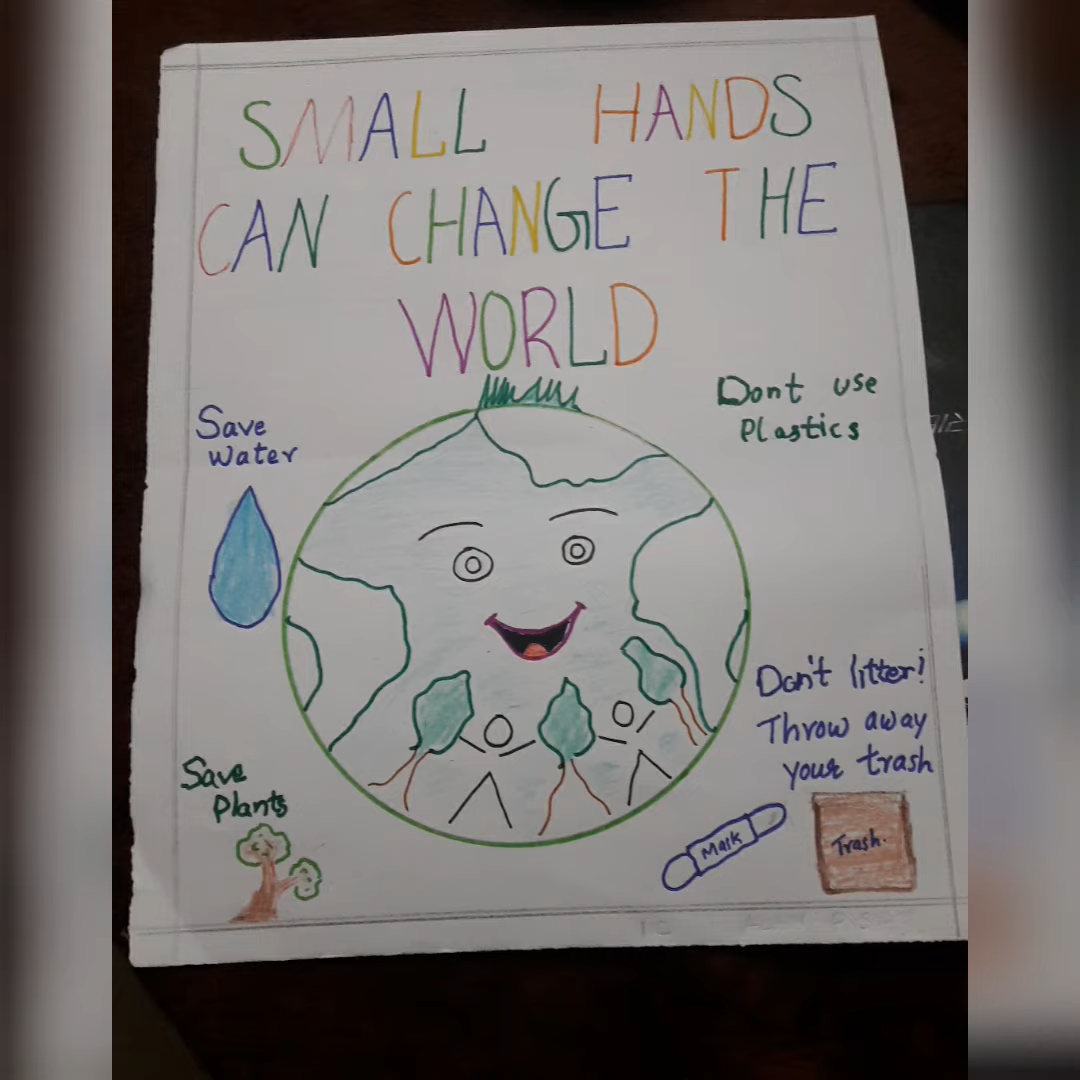 SMALL HANDS
CAN CHANGE THE
WORLD
Save
water
Dont use
Plastics
Don't litter!
Throw away
your trash
Save
Plants
Trash.